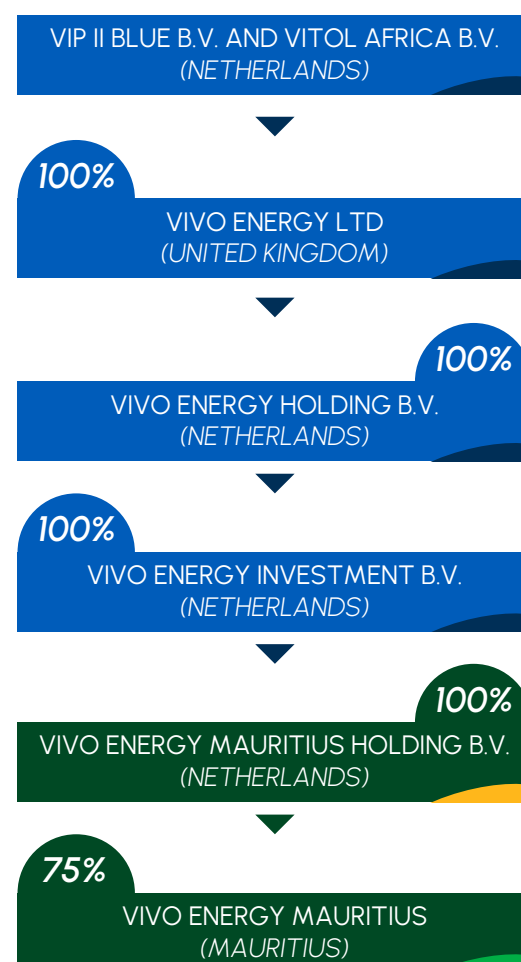 VIP II BLUE B.V. AND VITOL AFRICA B.V.
(NETHERLANDS)
100%
VIVO ENERGY LTD
(UNITED KINGDOM)
100%
VIVO ENERGY HOLDING B.V.
(NETHERLANDS)
100%
VIVO ENERGY INVESTMENT B.V.
(NETHERLANDS)
100%
VIVO ENERGY MAURITIUS HOLDING B.V.
(NETHERLANDS)
75%
VIVO ENERGY MAURITIUS
(MAURITIUS)